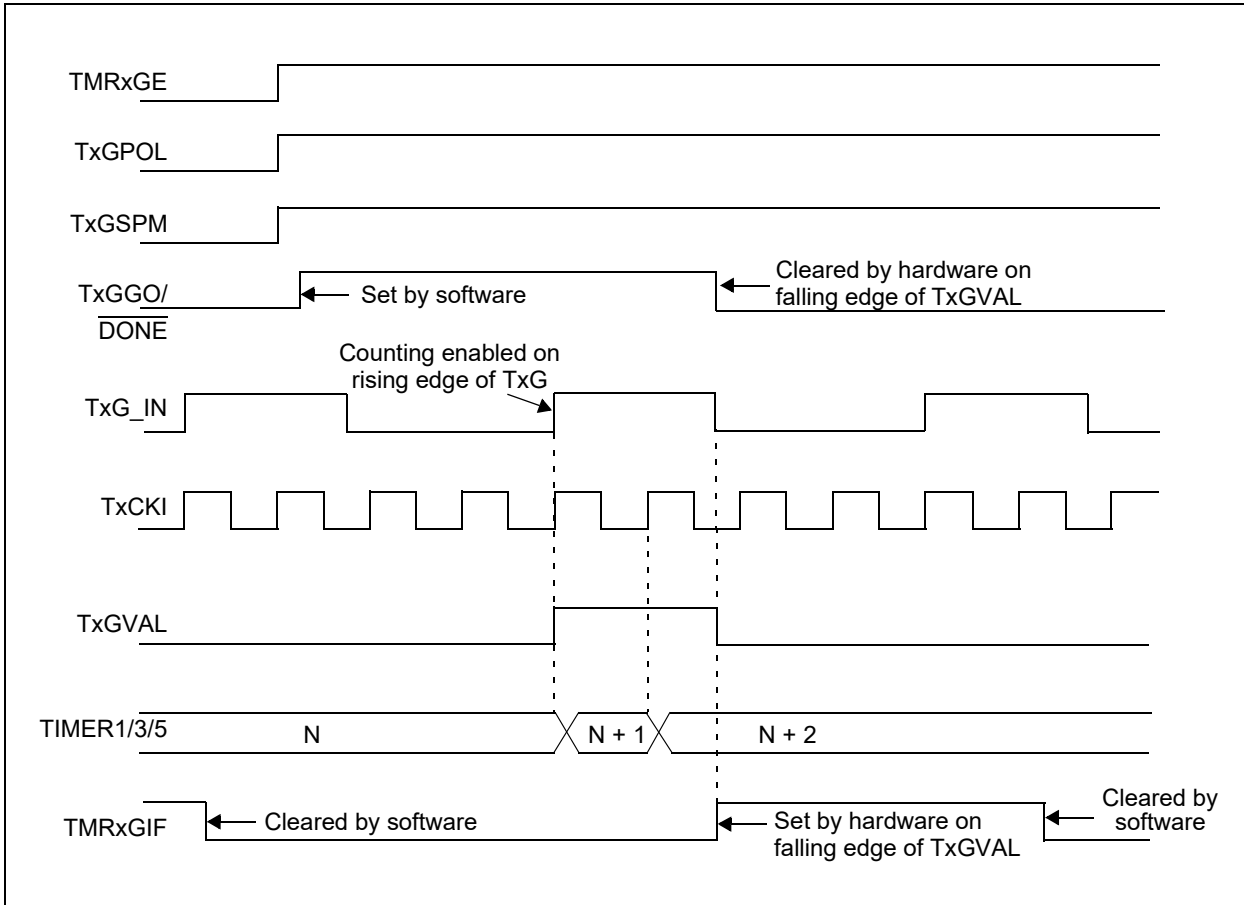 TMRxGE
TxGPOL
TxGSPM
TxGGO/
DONE
Set by software
Cleared by hardware on
falling edge of TxGVAL
Counting enabled on
rising edge of TxG
TxG_IN
TxCKI
TxGVAL
TIMER1/3/5
N
N + 1
N + 2
TMRxGIF
Cleared by software
Set by hardware on
falling edge of TxGVAL
Cleared by
software